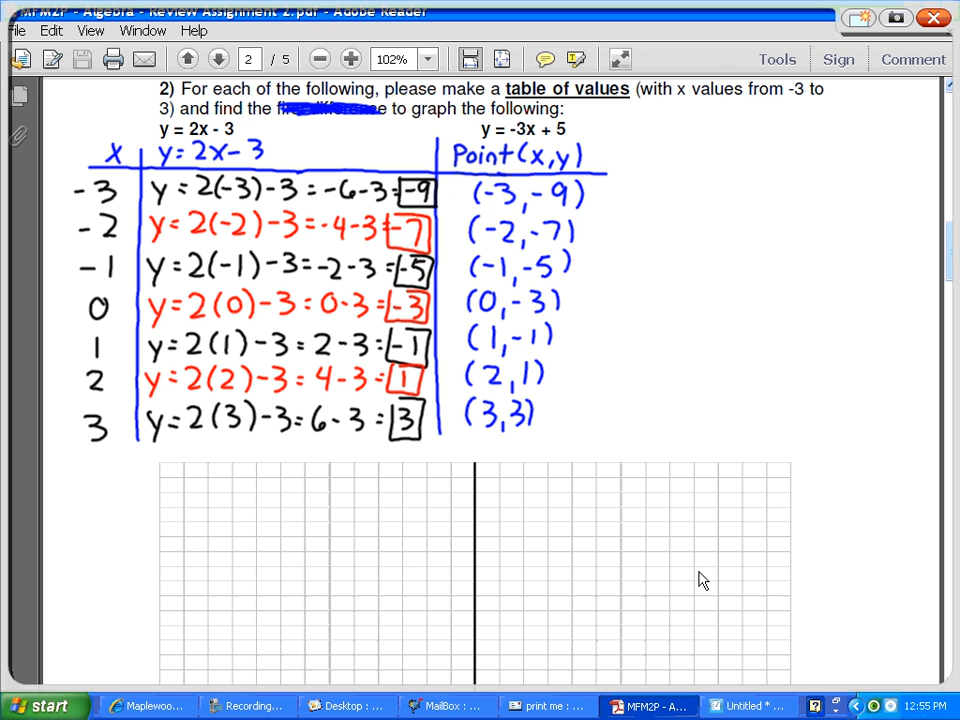 MFM2P - Algebra - Review Assignment 2.pdf - Adobe Reader
File Edit View Window Help
2 / 5 102% Tools Sign Comment
2) For each of the following, please make a table of values (with x values from -3 to
3) and find the to graph the following:
y = 2x - 3 y = -3x + 5
x y = 2x - 3 Point (x,y)
-3 y = 2(-3) - 3 = -6 - 3 = -9 (-3, -9)
-2 y = 2(-2) - 3 = -4 - 3 = -7 (-2, -7)
-1 y = 2(-1) - 3 = -2 - 3 = -5 (-1, -5)
0 y = 2(0) - 3 = 0 - 3 = -3 (0, -3)
1 y = 2(1) - 3 = 2 - 3 = -1 (1, -1)
2 y = 2(2) - 3 = 4 - 3 = 1 (2, 1)
3 y = 2(3) - 3 = 6 - 3 = 3 (3, 3)
start Maplewoo... Recording... Desktop : ... MailBox : ... print me : ... MFM2P - A... Untitled * ... 12:55 PM